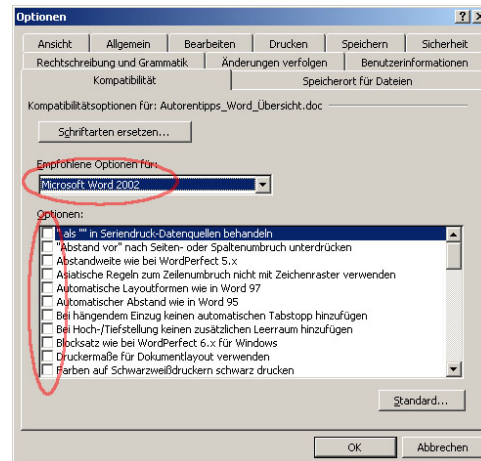 Optionen
Ansicht Allgemein Bearbeiten Drucken Speichern Sicherheit
Rechtschreibung und Grammatik Änderungen verfolgen Benutzerinformationen
Kompatibilität Speicherort für Dateien
Kompatibilitätsoptionen für: Autorentipps_Word_Übersicht.doc
Schriftarten ersetzen...
Empfohlene Optionen für:
Microsoft Word 2002
Optionen:
\" als "" in Seriendruck-Datenquellen behandeln
"Abstand vor" nach Seiten- oder Spaltenumbruch unterdrücken
Abstandweite wie bei WordPerfect 5.x
Asiatische Regeln zum Zeilenumbruch nicht mit Zeichenraster verwenden
Automatische Layoutformen wie in Word 97
Automatischer Abstand wie in Word 95
Bei hängendem Einzug keinen automatischen Tabstopp hinzufügen
Bei Hoch-/Tiefstellung keinen zusätzlichen Leerraum hinzufügen
Blocksatz wie bei WordPerfect 6.x für Windows
Druckermaße für Dokumentlayout verwenden
Farben auf Schwarzweißdruckern schwarz drucken
Standard...
OK Abbrechen